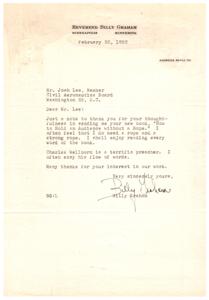 REVEREND BILLY GRAHAM
MINNEAPOLIS MINNESOTA
February 22, 1952
Mr. Josh Lee, Member
Civil Aeronautics Board
Washington 25, D.C.
Dear Mr. Lee:
Just a note to thank you for your thought-
fulness in sending me your new book, "How
to Hold an Audience Without a Rope." I
often feel that I do need a rope and a
strong rope. I shall enjoy reading every
word of the book.
Charles Wellborn is a terrific preacher. I
often envy his flow of words.
Many thanks for your interest in our work.
Very sincerely yours,
Billy Graham
Billy Graham
BG: